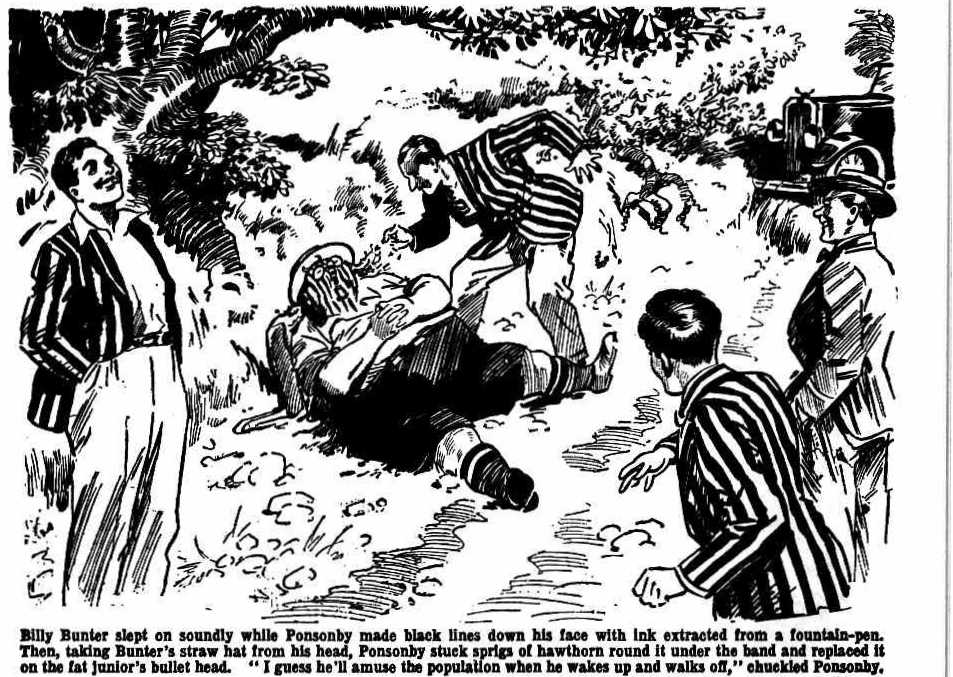 Billy Bunter slept on soundly while Ponsonby made black lines down his face with ink extracted from a fountain-pen.
Then, taking Bunter's straw hat from his head, Ponsonby stuck sprigs of hawthorn round it under the band and replaced it
on the fat junior's bullet head. "I guess he'll amuse the population when he wakes up and walks off," chuckled Ponsonby.